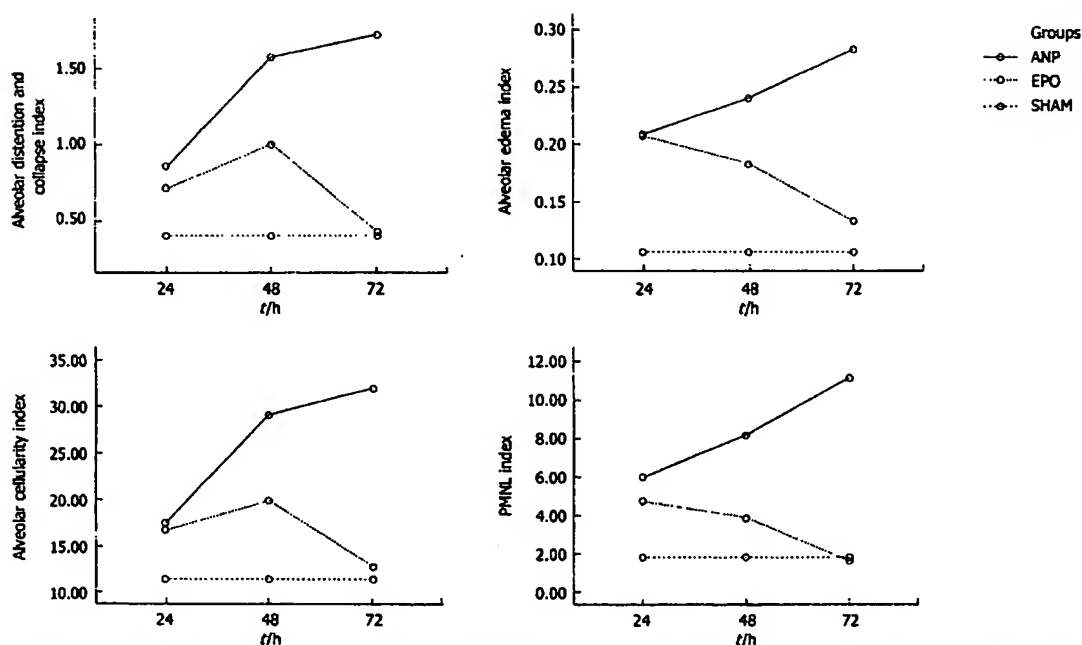 Alveolar distention and
collapse index
1.50
1.00
0.50
24
48
72
t/h
Alveolar edema index
0.30
0.25
0.20
0.15
0.10
24
48
72
t/h
Groups
ANP
EPO
SHAM
Alveolar cellularity index
35.00
30.00
25.00
20.00
15.00
10.00
24
48
72
t/h
PMNL index
12.00
10.00
8.00
6.00
4.00
2.00
0.00
24
48
72
t/h